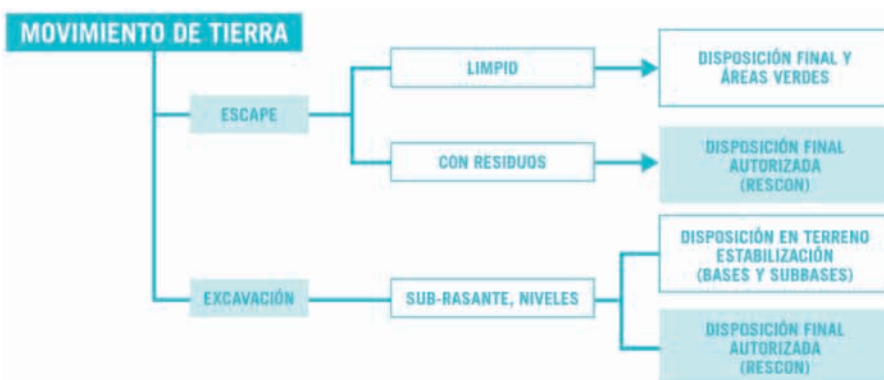 MOVIMIENTO DE TIERRA
ESCAPE
LIMPIO
DISPOSICIÓN FINAL Y
ÁREAS VERDES
CON RESIDUOS
DISPOSICIÓN FINAL
AUTORIZADA
(RESCON)
EXCAVACIÓN
SUB-RASANTE, NIVELES
DISPOSICIÓN EN TERRENO
ESTABILIZACIÓN
(BASES Y SUBBASES)
DISPOSICIÓN FINAL
AUTORIZADA
(RESCON)